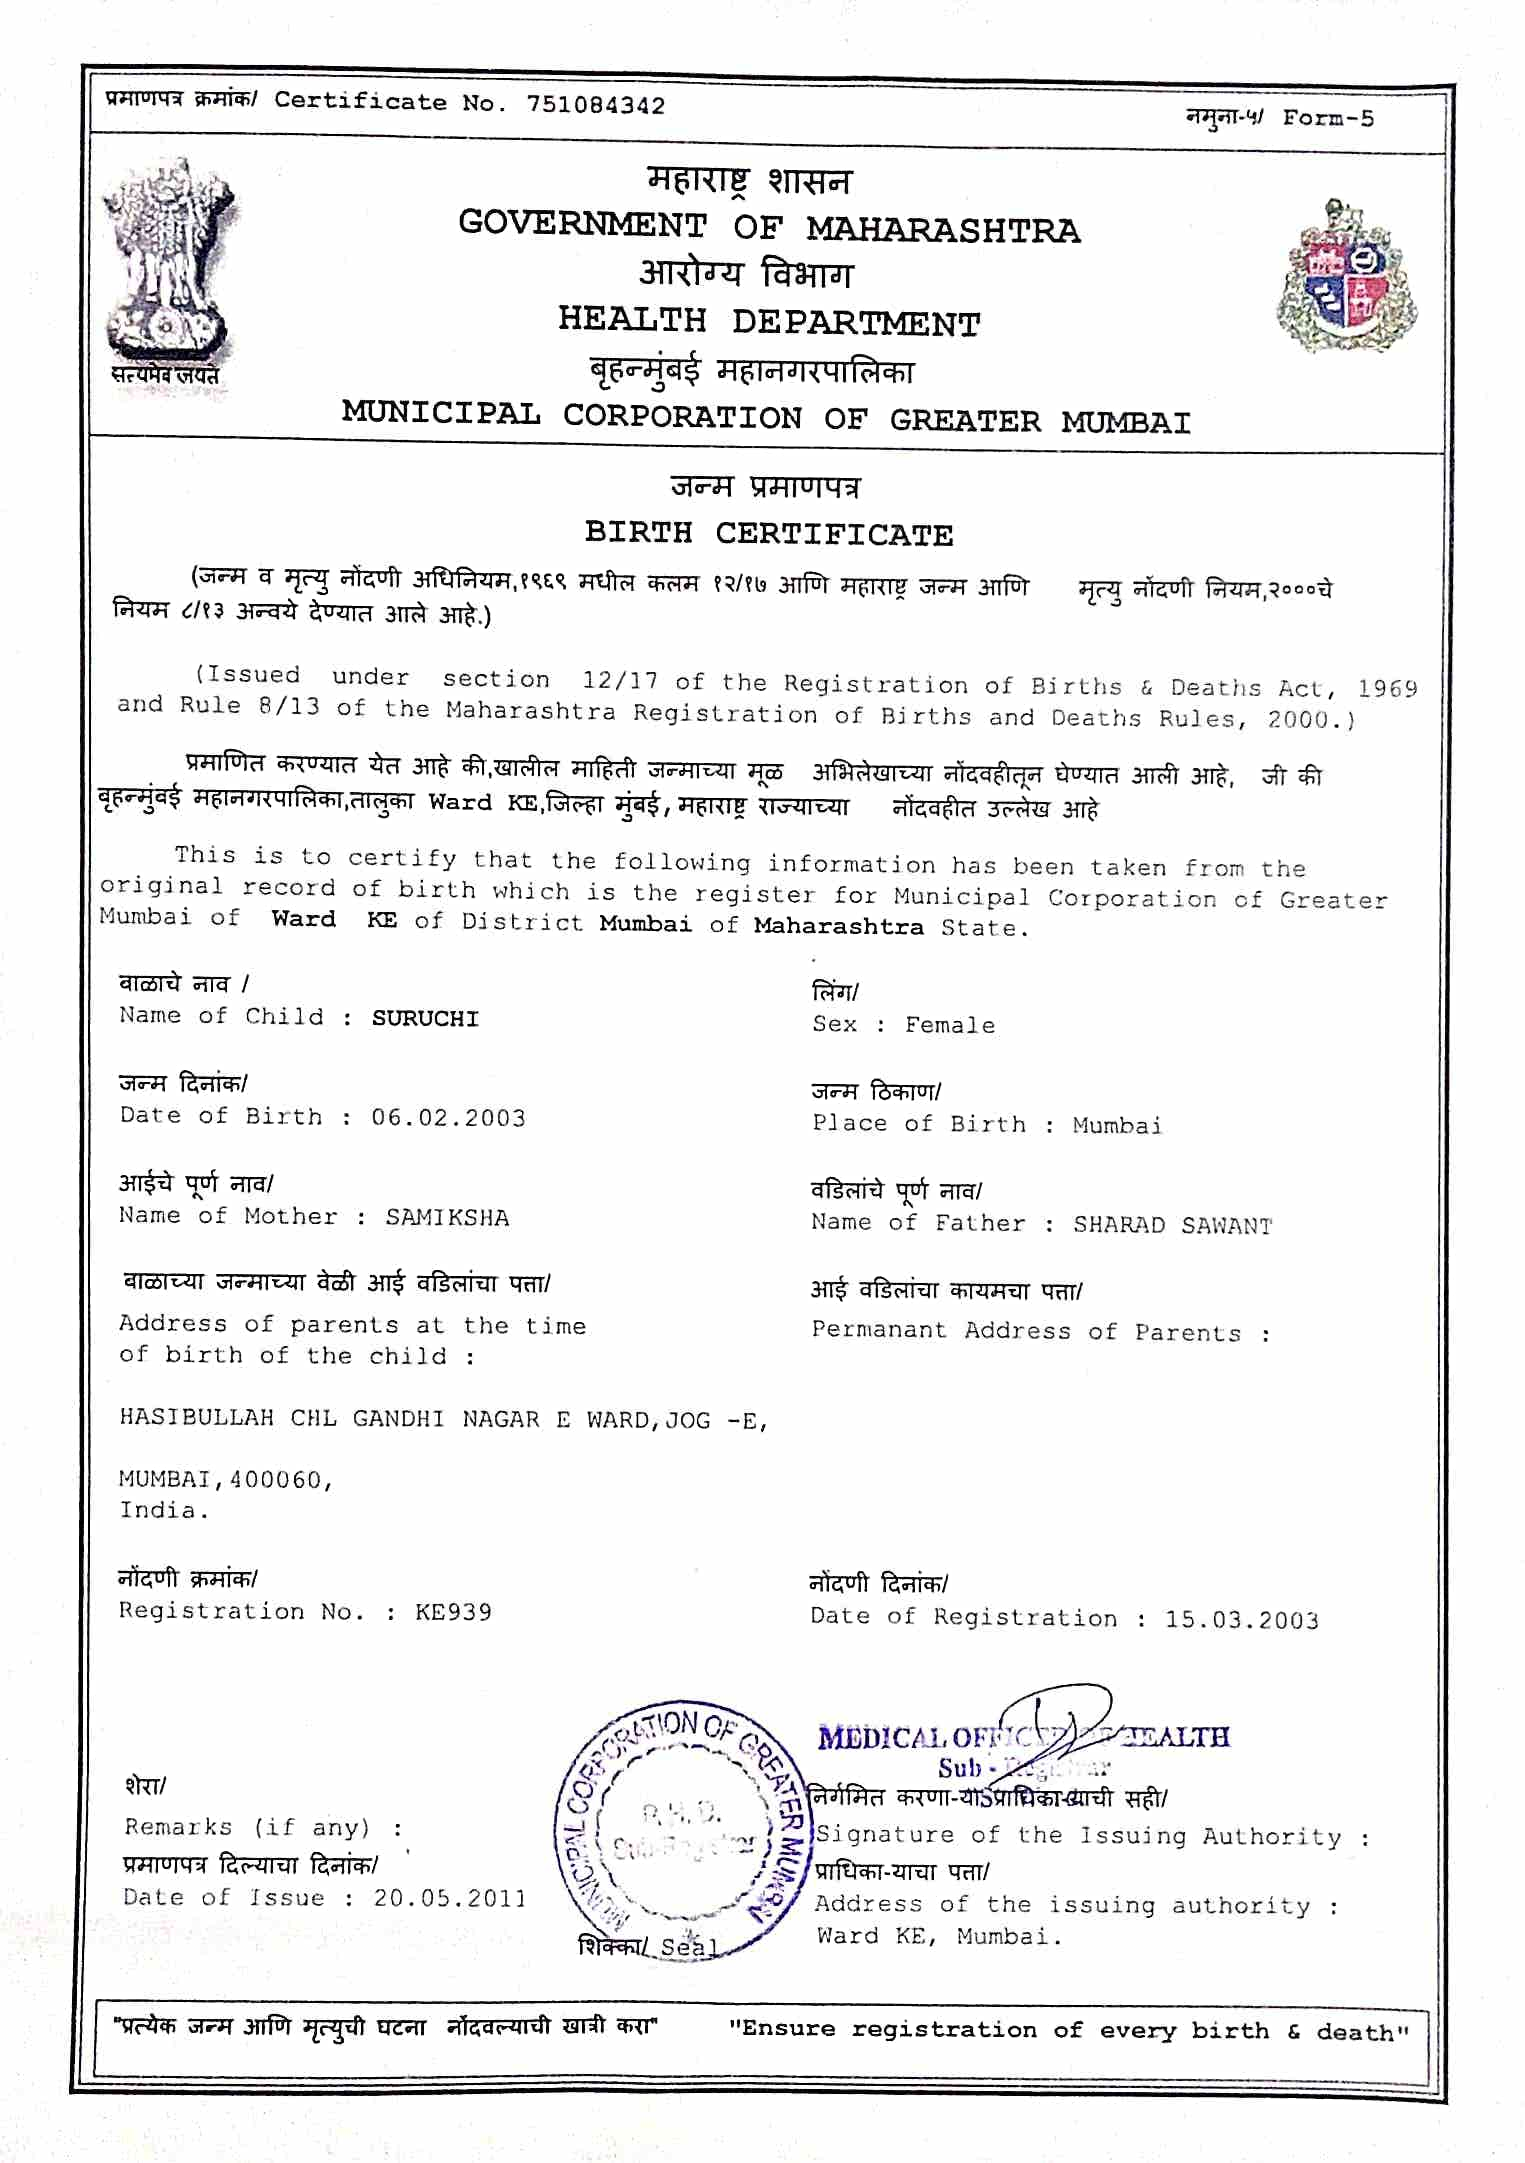 प्रमाणपत्र क्रमांक/ Certificate No. 751084342
नमुना-५/ Form-5
महाराष्ट्र शासन
GOVERNMENT OF MAHARASHTRA
आरोग्य विभाग
HEALTH DEPARTMENT
बृहन्मुंबई महानगरपालिका
MUNICIPAL CORPORATION OF GREATER MUMBAI
सत्यमेव जयते
जन्म प्रमाणपत्र
BIRTH CERTIFICATE
(जन्म व मृत्यु नोंदणी अधिनियम,१९६९ मधील कलम १२/१७ आणि महाराष्ट्र जन्म आणि मृत्यु नोंदणी नियम,२०००चे
नियम ८/१३ अन्वये देण्यात आले आहे.)
(Issued under section 12/17 of the Registration of Births & Deaths Act, 1969
and Rule 8/13 of the Maharashtra Registration of Births and Deaths Rules, 2000.)
प्रमाणित करण्यात येत आहे की,खालील माहिती जन्माच्या मूळ अभिलेखाच्या नोंदवहीतून घेण्यात आली आहे, जी की
बृहन्मुंबई महानगरपालिका,तालुका Ward KE,जिल्हा मुंबई, महाराष्ट्र राज्याच्या नोंदवहीत उल्लेख आहे
This is to certify that the following information has been taken from the
original record of birth which is the register for Municipal Corporation of Greater
Mumbai of Ward KE of District Mumbai of Maharashtra State.
बाळाचे नाव /
Name of Child : SURUCHI
लिंग/
Sex : Female
जन्म दिनांक/
Date of Birth : 06.02.2003
जन्म ठिकाण/
Place of Birth : Mumbai
आईचे पूर्ण नाव/
Name of Mother : SAMIKSHA
वडिलांचे पूर्ण नाव/
Name of Father : SHARAD SAWANT
बाळाच्या जन्माच्या वेळी आई वडिलांचा पत्ता/
Address of parents at the time
of birth of the child :
आई वडिलांचा कायमचा पत्ता/
Permanant Address of Parents :
HASIBULLAH CHL GANDHI NAGAR E WARD,JOG -E,
MUMBAI,400060,
India.
नोंदणी क्रमांक/
Registration No. : KE939
नोंदणी दिनांक/
Date of Registration : 15.03.2003
MEDICAL OFFICER OF HEALTH
Sub - Registrar
निर्गमित करणा-या प्राधिका-याची सही/
Signature of the Issuing Authority :
प्राधिका-याचा पत्ता/
Address of the issuing authority :
Ward KE, Mumbai.
शेरा/
Remarks (if any) :
प्रमाणपत्र दिल्याचा दिनांक/
Date of Issue : 20.05.2011
MUNICIPAL CORPORATION OF GREATER MUMBAI
Sub-Registrar
शिक्का/ Seal
"प्रत्येक जन्म आणि मृत्युची घटना नोंदवल्याची खात्री करा" "Ensure registration of every birth & death"